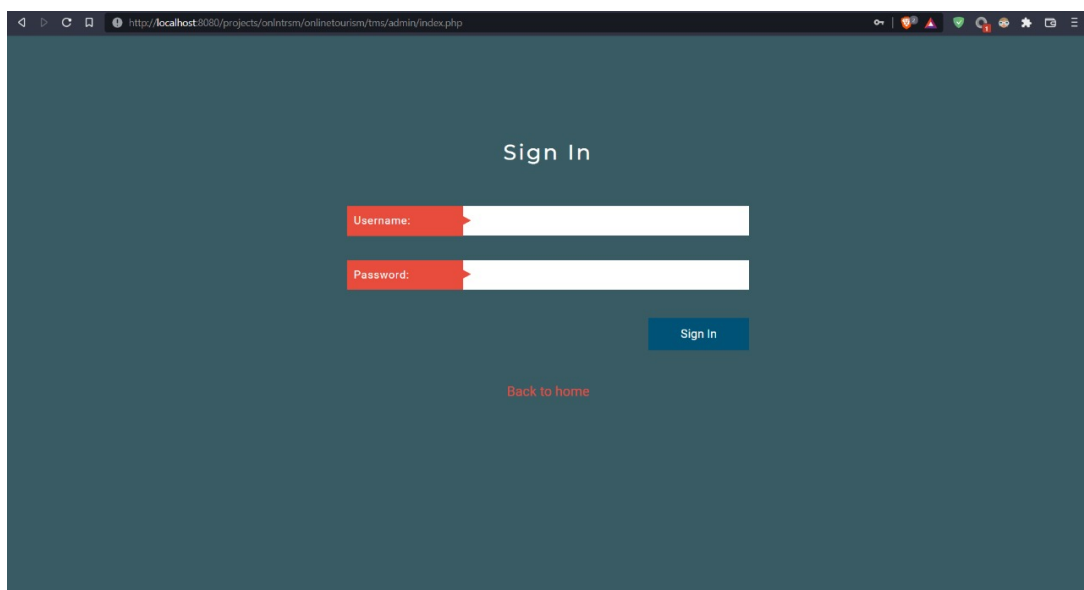 http://localhost:8080/projects/onlntrsm/onlinetourism/tms/admin/index.php
Sign In
Username:
Password:
Sign In
Back to home